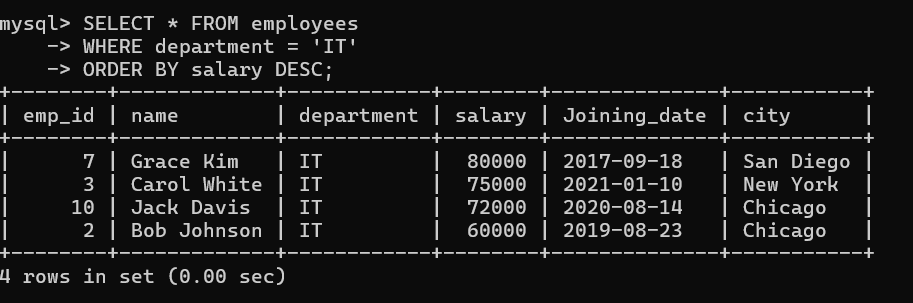 mysql> SELECT * FROM employees
    -> WHERE department = 'IT'
    -> ORDER BY salary DESC;
+--------+-------------+------------+--------+--------------+-----------+
| emp_id | name        | department | salary | Joining_date | city      |
+--------+-------------+------------+--------+--------------+-----------+
|      7 | Grace Kim   | IT         |  80000 | 2017-09-18   | San Diego |
|      3 | Carol White | IT         |  75000 | 2021-01-10   | New York  |
|     10 | Jack Davis  | IT         |  72000 | 2020-08-14   | Chicago   |
|      2 | Bob Johnson | IT         |  60000 | 2019-08-23   | Chicago   |
+--------+-------------+------------+--------+--------------+-----------+
4 rows in set (0.00 sec)